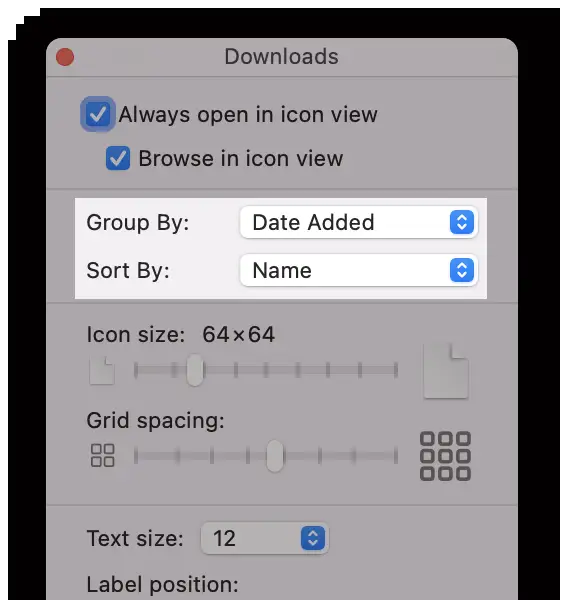 Downloads
Always open in icon view
Browse in icon view
Group By: Date Added
Sort By: Name
Icon size: 64×64
Grid spacing:
Text size: 12
Label position: